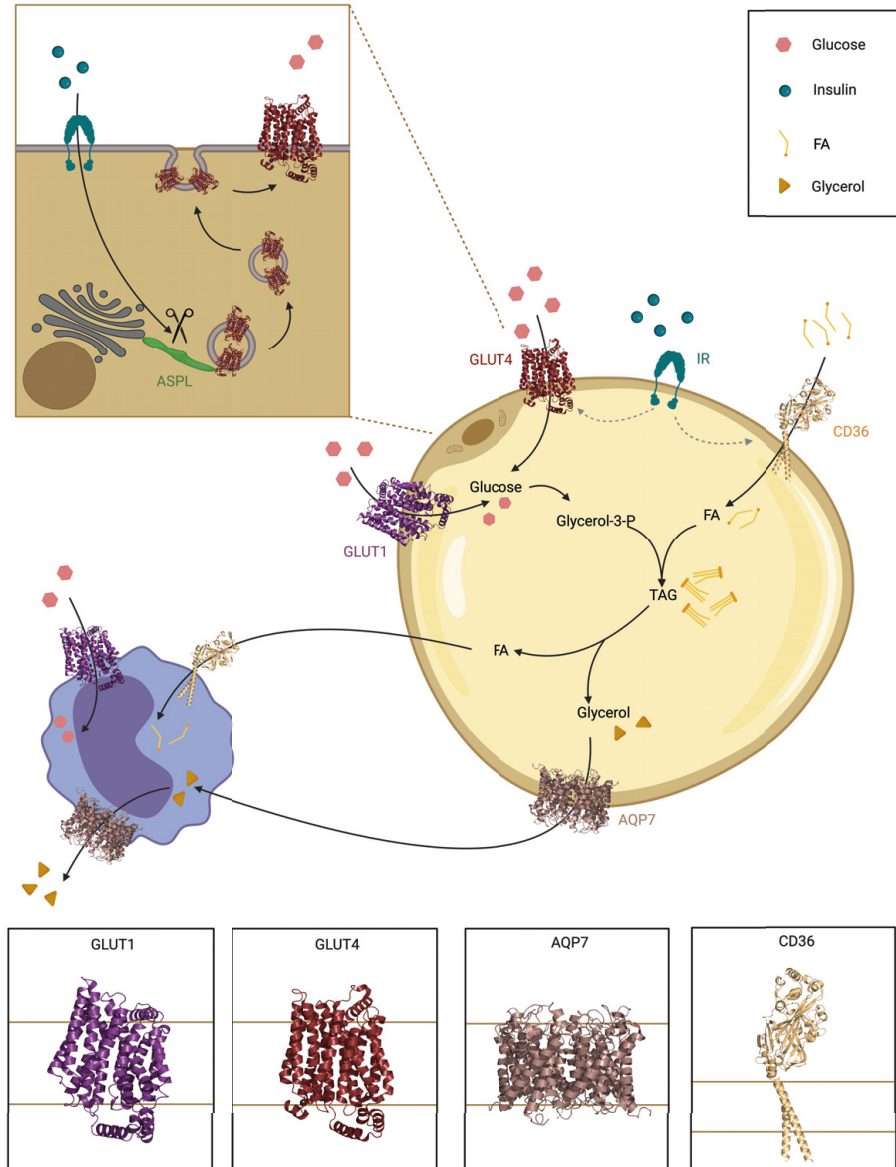 Glucose
Insulin
FA
Glycerol
ASPL
GLUT4
IR
CD36
GLUT1
Glucose
Glycerol-3-P
FA
TAG
FA
Glycerol
AQP7
GLUT1
GLUT4
AQP7
CD36